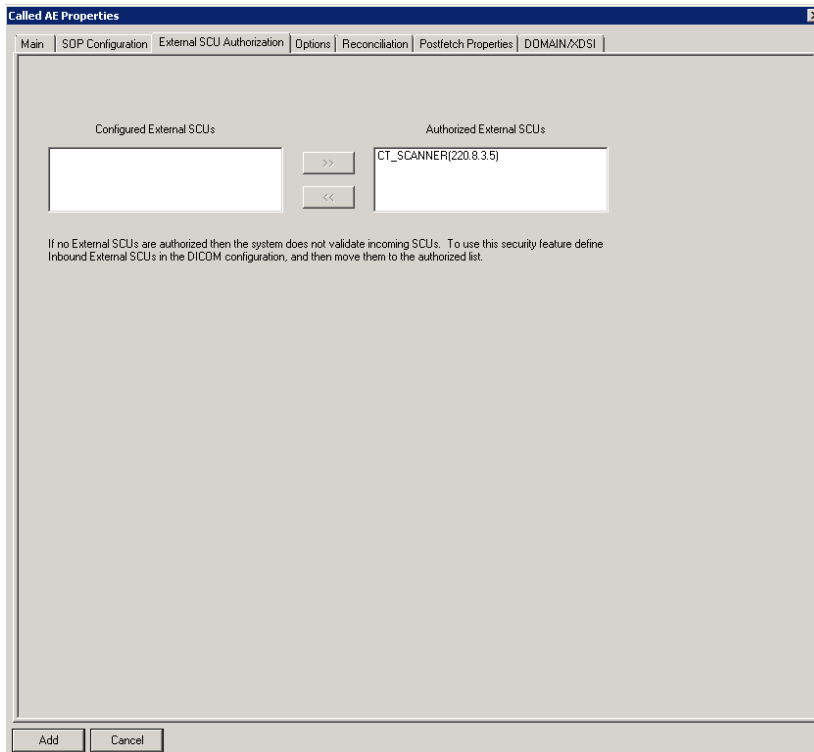 Called AE Properties
Main
SOP Configuration
External SCU Authorization
Options
Reconciliation
Postfetch Properties
DOMAIN/XDSI
Configured External SCUs
Authorized External SCUs
>>
CT_SCANNER(220.8.3.5)
<<
If no External SCUs are authorized then the system does not validate incoming SCUs. To use this security feature define
Inbound External SCUs in the DICOM configuration, and then move them to the authorized list.
Add
Cancel